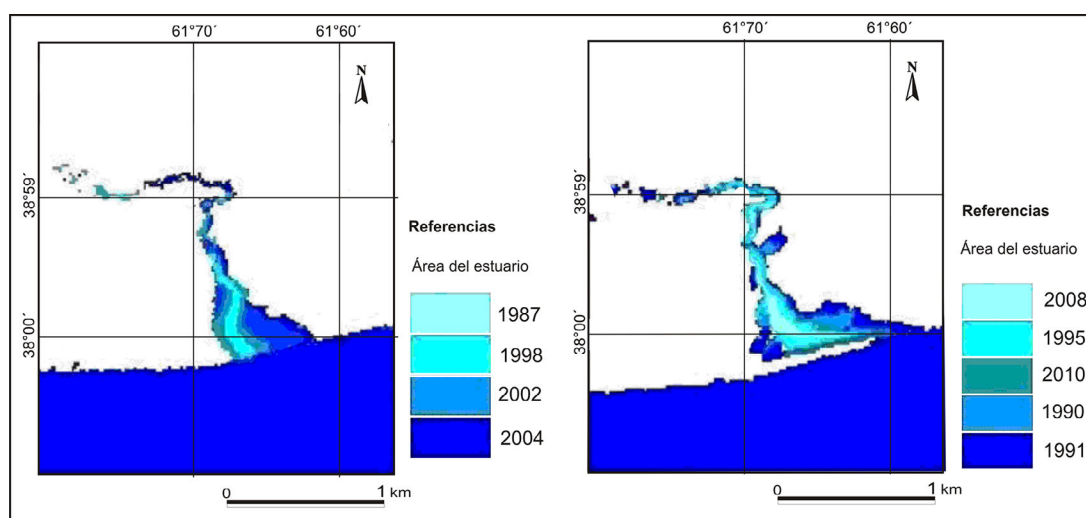 61°70´ 61°60´
N
38°59´
38°00´
Referencias
Área del estuario
1987
1998
2002
2004
0 1 km
61°70´ 61°60´
N
38°59´
38°00´
Referencias
Área del estuario
2008
1995
2010
1990
1991
0 1 km